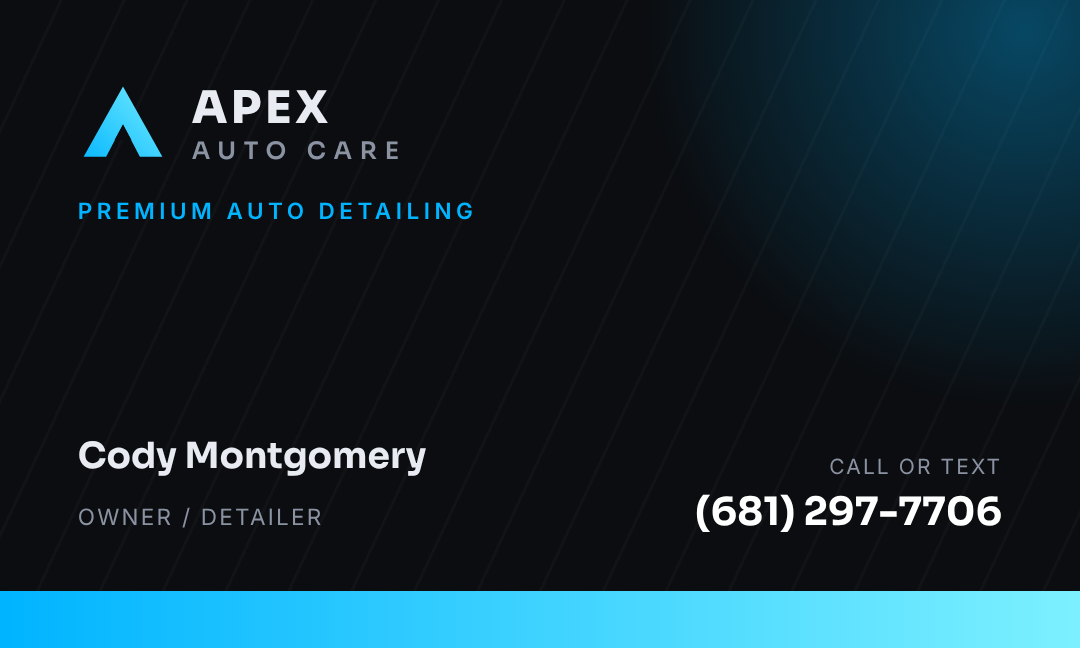 APEX
AUTO CARE
PREMIUM AUTO DETAILING
Cody Montgomery
OWNER / DETAILER
CALL OR TEXT
(681) 297-7706